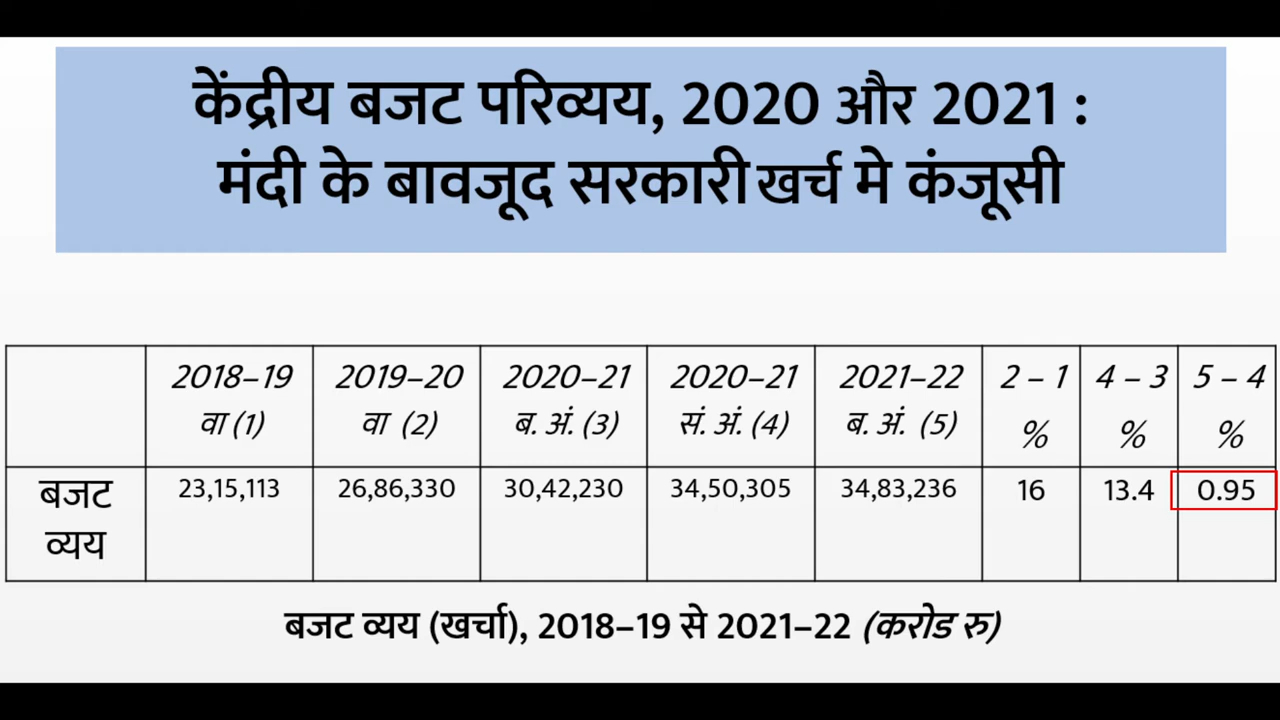 केंद्रीय बजट परिव्यय, 2020 और 2021 :
मंदी के बावजूद सरकारी खर्च मे कंजूसी
2018–19 2019–20 2020–21 2020–21 2021–22 2 – 1 4 – 3 5 – 4
वा (1) वा (2) ब. अं. (3) सं. अं. (4) ब. अं. (5) % % %
बजट 23,15,113 26,86,330 30,42,230 34,50,305 34,83,236 16 13.4 0.95
व्यय
बजट व्यय (खर्चा), 2018–19 से 2021–22 (करोड रु)